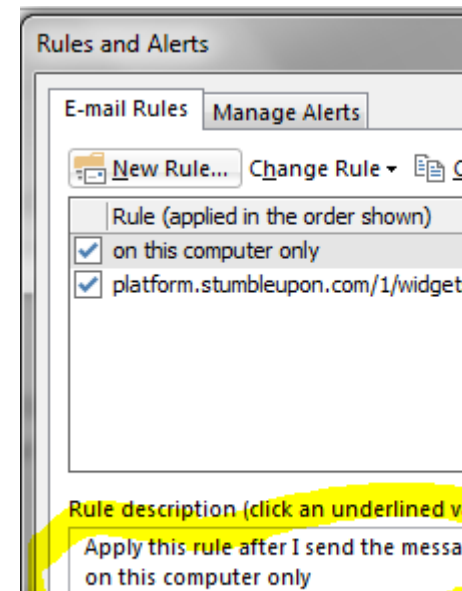 Rules and Alerts
E-mail Rules Manage Alerts
New Rule... Change Rule
Rule (applied in the order shown)
on this computer only
platform.stumbleupon.com/1/widget
Rule description (click an underlined
Apply this rule after I send the
on this computer only